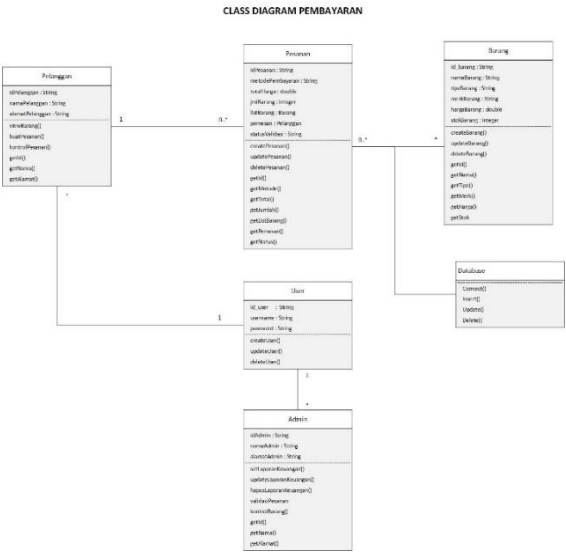 CLASS DIAGRAM PEMBAYARAN
Pelanggan
idPelanggan : String
namaPelanggan : String
alamatPelanggan : String
viewBarang()
buatPesanan()
kontrolPesanan()
getId()
getNama()
getAlamat()
1
0..*
Pesanan
idPesanan : String
metodePembayaran : String
totalHarga : double
jmlBarang : Integer
listBarang : Barang
pemesan : Pelanggan
statusValidasi : String
createPesanan()
updatePesanan()
deletePesanan()
getId()
getMetode()
getTotal()
getJumlah()
getListBarang()
getPemesan()
getStatus()
0..*
*
Barang
id_barang : String
namaBarang : String
tipeBarang : String
merkBarang : String
hargaBarang : double
stokBarang : Integer
createBarang()
updateBarang()
deleteBarang()
getId()
getNama()
getTipe()
getMerk()
getHarga()
getStok
Database
Connect()
Insert()
Update()
Delete()
1
User
id_user : String
username : String
password : String
createUser()
updateUser()
deleteUser()
*
Admin
idAdmin : String
namaAdmin : String
alamatAdmin : String
updateLaporanKeuangan()
hapusLaporanKeuangan()
validasiPesanan
kontrolBarang()
getId()
getNama()
getAlamat()